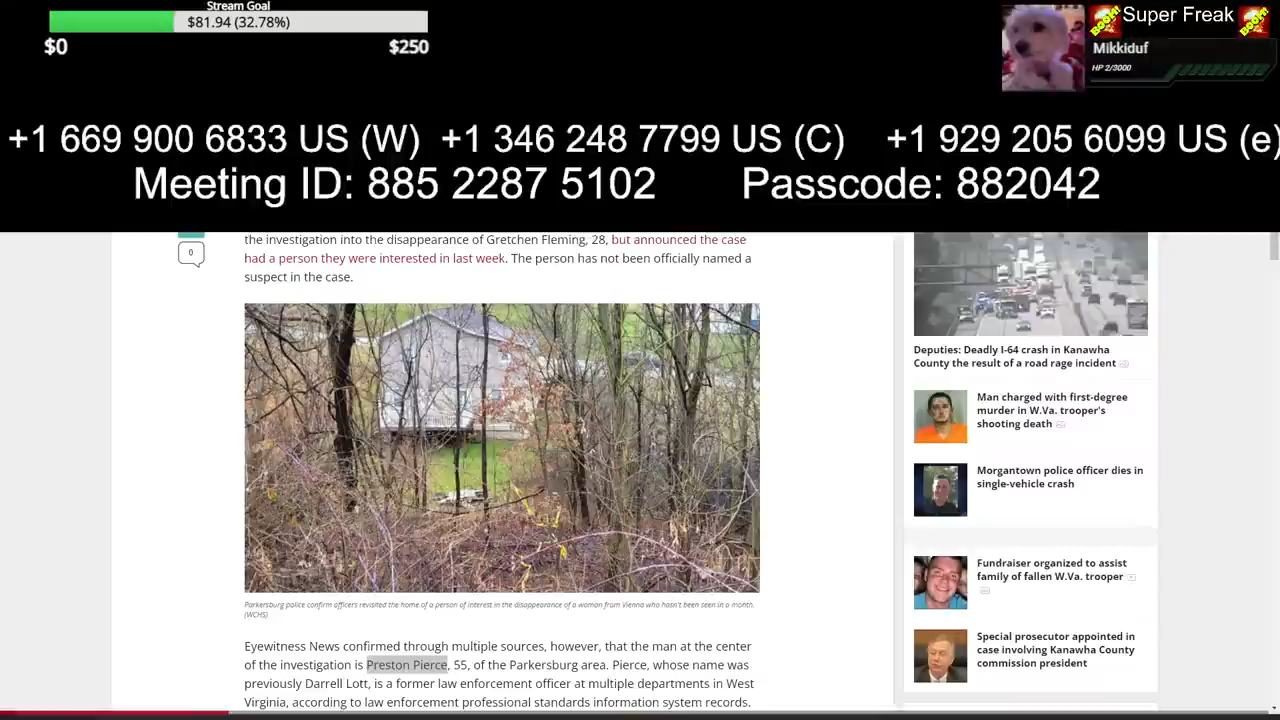 Stream Goal
$81.94 (32.78%)
$0
$250
Super Freak
BOOM
BOOM
Mikkiduf
HP 2/3000
+1 669 900 6833 US (W) +1 346 248 7799 US (C) +1 929 205 6099 US (e)
Meeting ID: 885 2287 5102 Passcode: 882042
0
the investigation into the disappearance of Gretchen Fleming, 28, but announced the case
had a person they were interested in last week. The person has not been officially named a
suspect in the case.
Parkersburg police confirm officers revisited the home of a person of interest in the disappearance of a woman from Vienna who hasn't been seen in a month.
(WCHS)
Eyewitness News confirmed through multiple sources, however, that the man at the center
of the investigation is Preston Pierce, 55, of the Parkersburg area. Pierce, whose name was
previously Darrell Lott, is a former law enforcement officer at multiple departments in West
Virginia, according to law enforcement professional standards information system records.
Deputies: Deadly I-64 crash in Kanawha
County the result of a road rage incident
Man charged with first-degree
murder in W.Va. trooper's
shooting death
Morgantown police officer dies in
single-vehicle crash
Fundraiser organized to assist
family of fallen W.Va. trooper
Special prosecutor appointed in
case involving Kanawha County
commission president